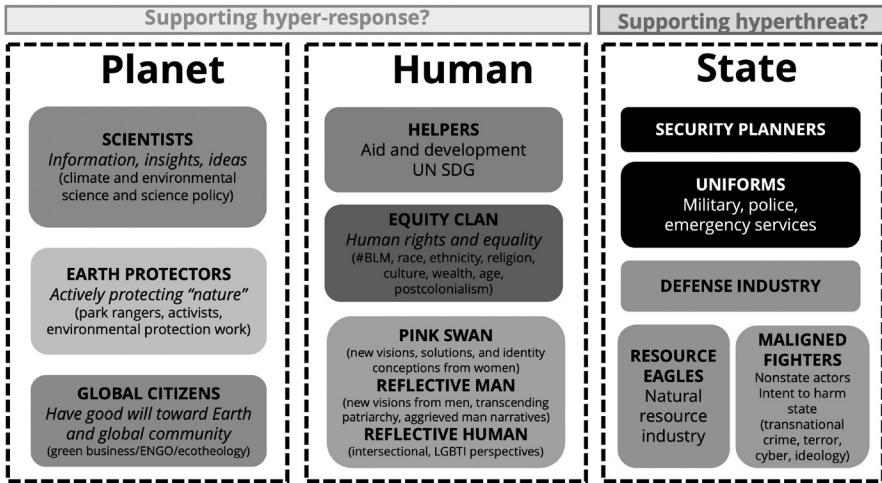 Supporting hyper-response?
Supporting hyperthreat?
Planet
SCIENTISTS
Information, insights, ideas
(climate and environmental
science and science policy)
EARTH PROTECTORS
Actively protecting “nature”
(park rangers, activists,
environmental protection work)
GLOBAL CITIZENS
Have good will toward Earth
and global community
(green business/ENGO/ecotheology)
Human
HELPERS
Aid and development
UN SDG
EQUITY CLAN
Human rights and equality
(#BLM, race, ethnicity, religion,
culture, wealth, age,
postcolonialism)
PINK SWAN
(new visions, solutions, and identity
conceptions from women)
REFLECTIVE MAN
(new visions from men, transcending
patriarchy, aggrieved man narratives)
REFLECTIVE HUMAN
(intersectional, LGBTI perspectives)
State
SECURITY PLANNERS
UNIFORMS
Military, police,
emergency services
DEFENSE INDUSTRY
RESOURCE
EAGLES
Natural
resource
industry
MALIGNED
FIGHTERS
Nonstate actors
Intent to harm
state
(transnational
crime, terror,
cyber, ideology)